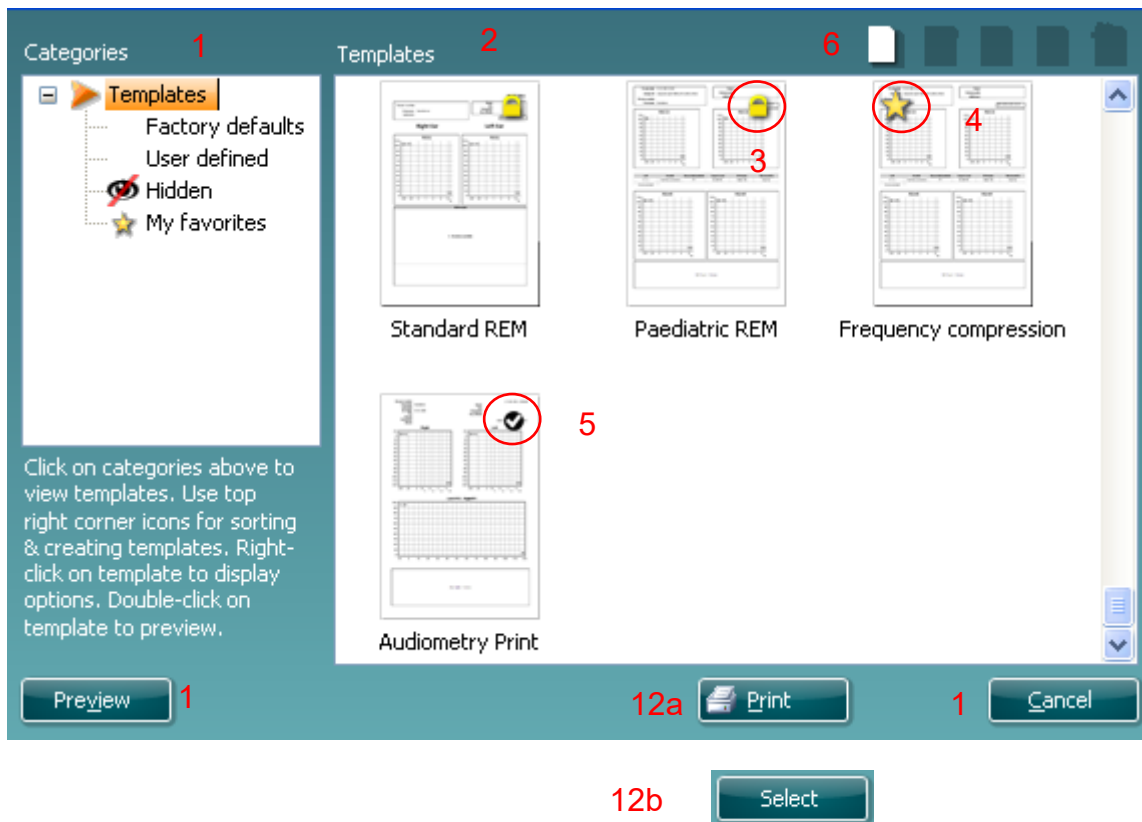 Categories 1
Templates 2
6
Templates
Factory defaults
User defined
Hidden
My favorites
3
4
Standard REM
Paediatric REM
Frequency compression
5
Audiometry Print
Click on categories above to
view templates. Use top
right corner icons for sorting
& creating templates. Right-
click on template to display
options. Double-click on
template to preview.
Preview 1
12a Print
1 Cancel
12b Select